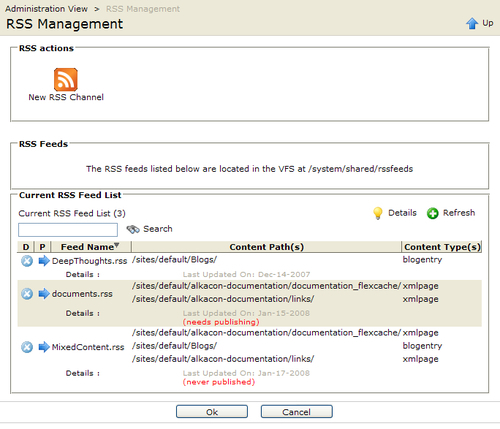 Administration View > RSS Management
RSS Management
Up
RSS actions
New RSS Channel
RSS Feeds
The RSS feeds listed below are located in the VFS at /system/shared/rssfeeds
Current RSS Feed List
Current RSS Feed List (3)
Details
Refresh
Search
D P Feed Name Content Path(s) Content Type(s)
DeepThoughts.rss /sites/default/Blogs/ blogentry
Details : Last Updated On: Dec-14-2007
/sites/default/alkacon-documentation/documentation_flexcache/ xmlpage
documents.rss
/sites/default/alkacon-documentation/links/ xmlpage
Details : Last Updated On: Jan-15-2008
(needs publishing)
/sites/default/alkacon-documentation/documentation_flexcache/ xmlpage
MixedContent.rss /sites/default/Blogs/ blogentry
/sites/default/alkacon-documentation/links/ xmlpage
Details : Last Updated On: Jan-17-2008
(never published)
Ok Cancel